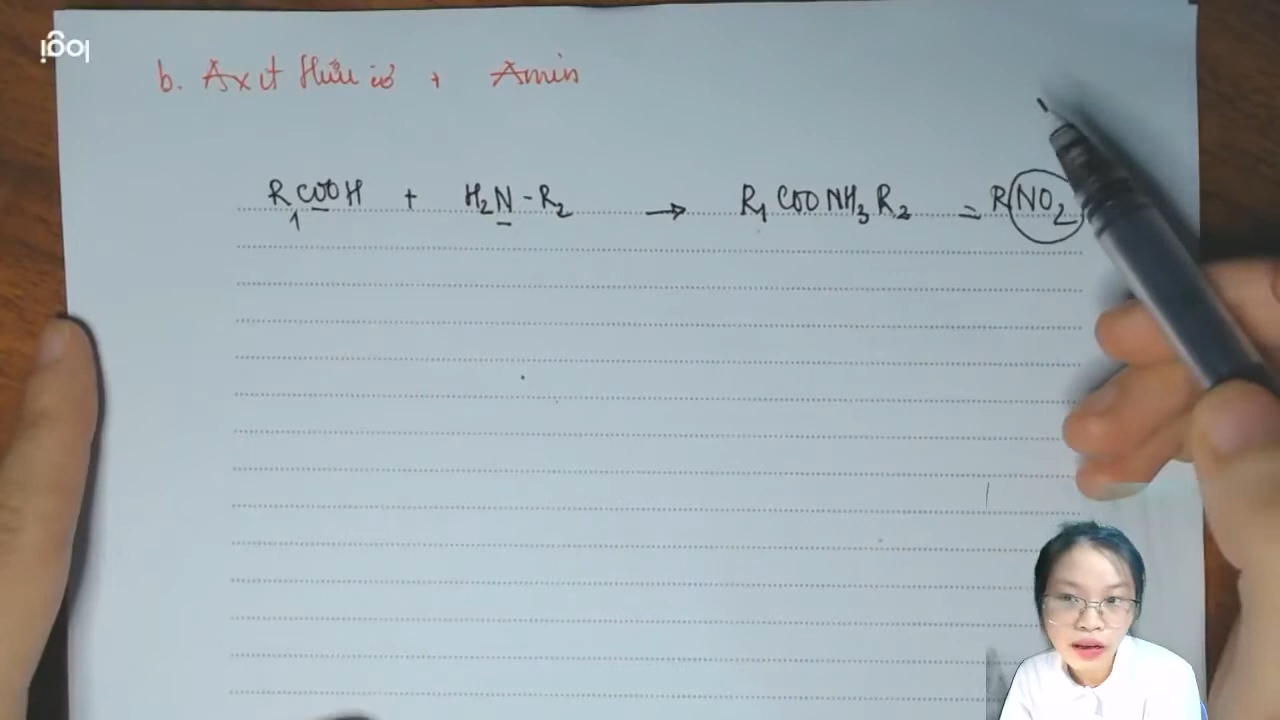 logi
b. Axit Hữu cơ + Amin
R₁COOH + H₂N-R₂ → R₁COONH₃R₂ = RNO₂